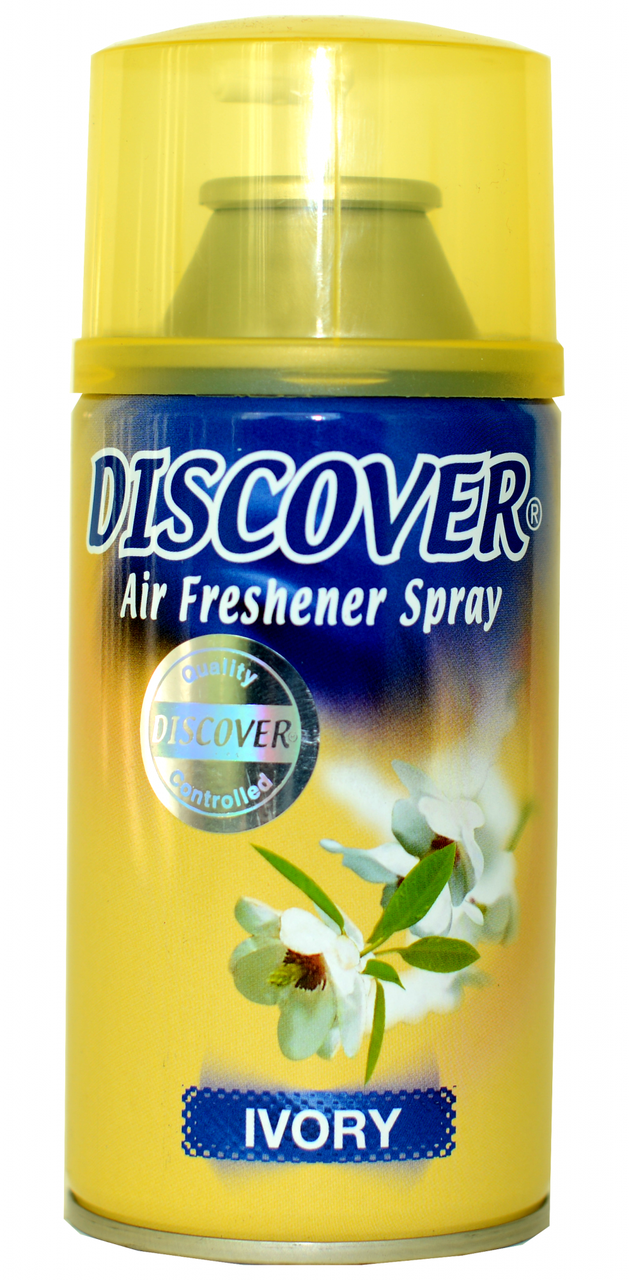 DISCOVER®
Air Freshener Spray
Quality
DISCOVER®
Controlled
IVORY